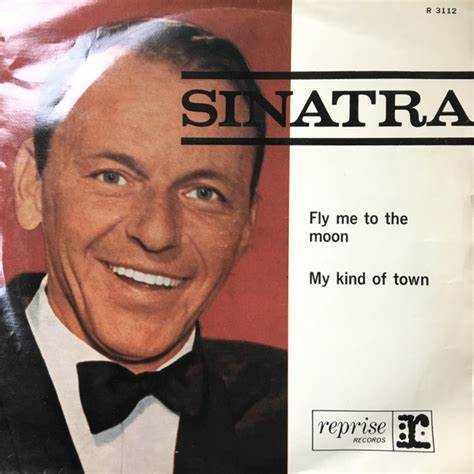 R 3112
SINATRA
Fly me to the
moon
My kind of town
reprise
RECORDS
r: